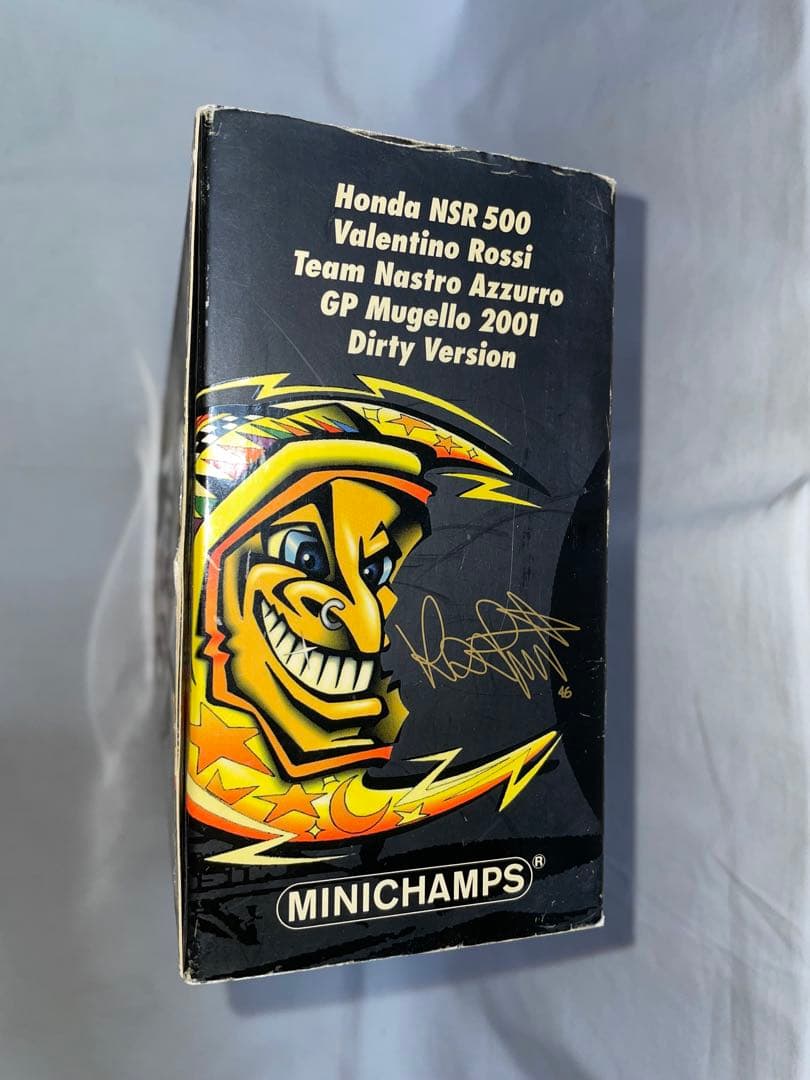 Honda NSR 500
Valentino Rossi
Team Nastro Azzurro
GP Mugello 2001
Dirty Version
46
MINICHAMPS®